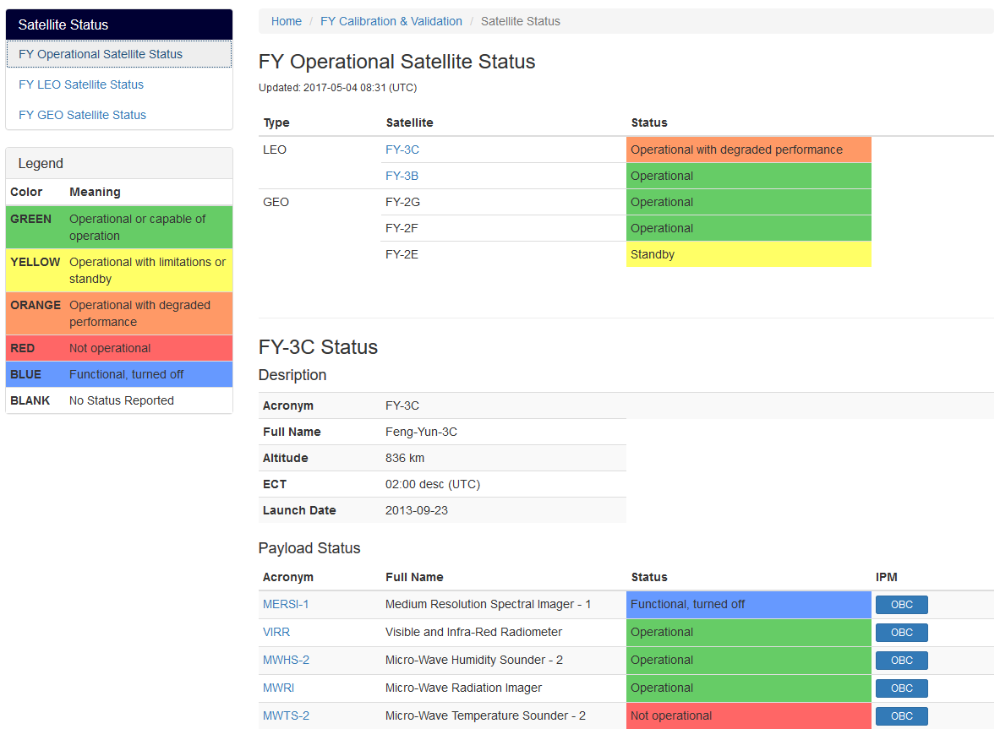 Satellite Status
FY Operational Satellite Status
FY LEO Satellite Status
FY GEO Satellite Status
Legend
Color Meaning
GREEN Operational or capable of
operation
YELLOW Operational with limitations or
standby
ORANGE Operational with degraded
performance
RED Not operational
BLUE Functional, turned off
BLANK No Status Reported
Home / FY Calibration & Validation / Satellite Status
FY Operational Satellite Status
Updated: 2017-05-04 08:31 (UTC)
Type Satellite Status
LEO FY-3C Operational with degraded performance
FY-3B Operational
GEO FY-2G Operational
FY-2F Operational
FY-2E Standby
FY-3C Status
Desription
Acronym FY-3C
Full Name Feng-Yun-3C
Altitude 836 km
ECT 02:00 desc (UTC)
Launch Date 2013-09-23
Payload Status
Acronym Full Name Status IPM
MERSI-1 Medium Resolution Spectral Imager - 1 Functional, turned off OBC
VIRR Visible and Infra-Red Radiometer Operational OBC
MWHS-2 Micro-Wave Humidity Sounder - 2 Operational OBC
MWRI Micro-Wave Radiation Imager Operational OBC
MWTS-2 Micro-Wave Temperature Sounder - 2 Not operational OBC